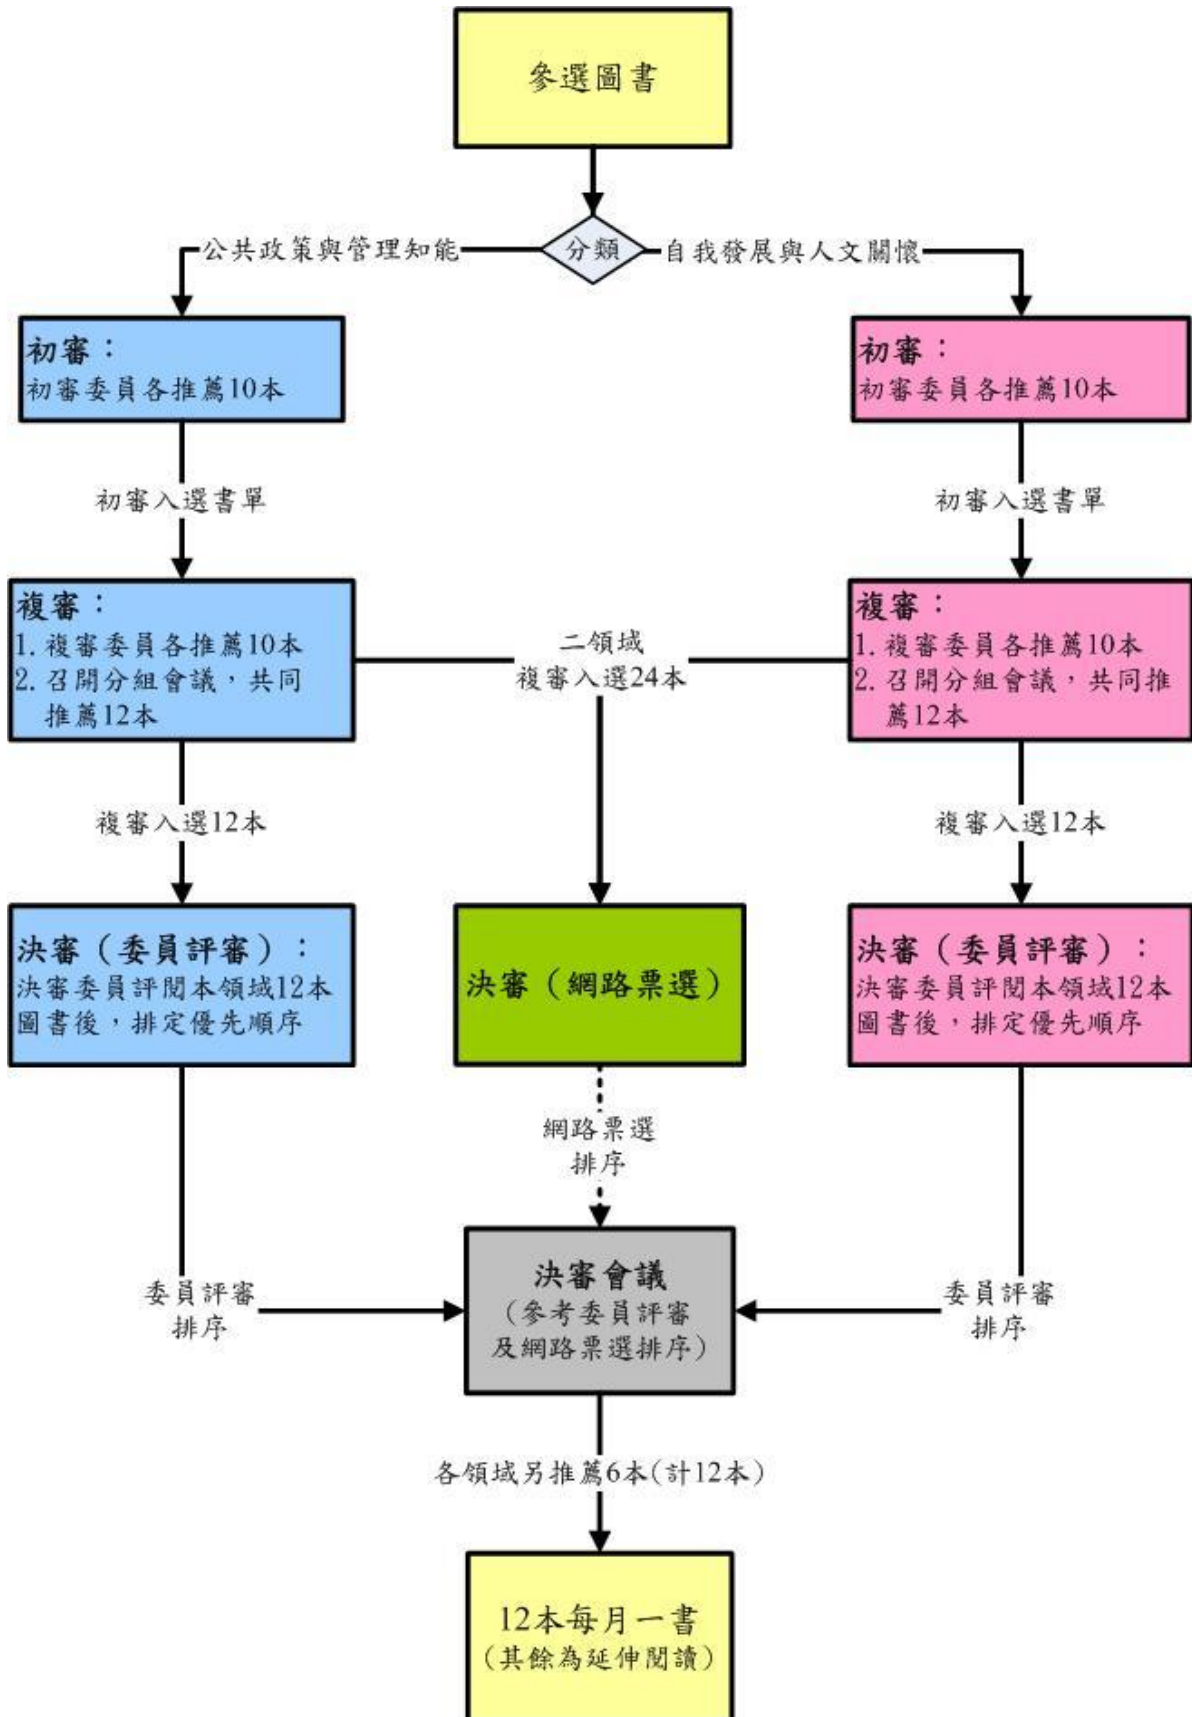 參選圖書
分類
公共政策與管理知能
自我發展與人文關懷
初審：
初審委員各推薦10本
初審：
初審委員各推薦10本
初審入選書單
初審入選書單
複審：
1. 複審委員各推薦10本
2. 召開分組會議，共同
推薦12本
二領域
複審入選24本
複審：
1. 複審委員各推薦10本
2. 召開分組會議，共同推
薦12本
複審入選12本
複審入選12本
決審（委員評審）：
決審委員評閱本領域12本
圖書後，排定優先順序
決審（網路票選）
決審（委員評審）：
決審委員評閱本領域12本
圖書後，排定優先順序
網路票選
排序
委員評審
排序
決審會議
（參考委員評審
及網路票選排序）
委員評審
排序
各領域另推薦6本(計12本)
12本每月一書
（其餘為延伸閱讀）